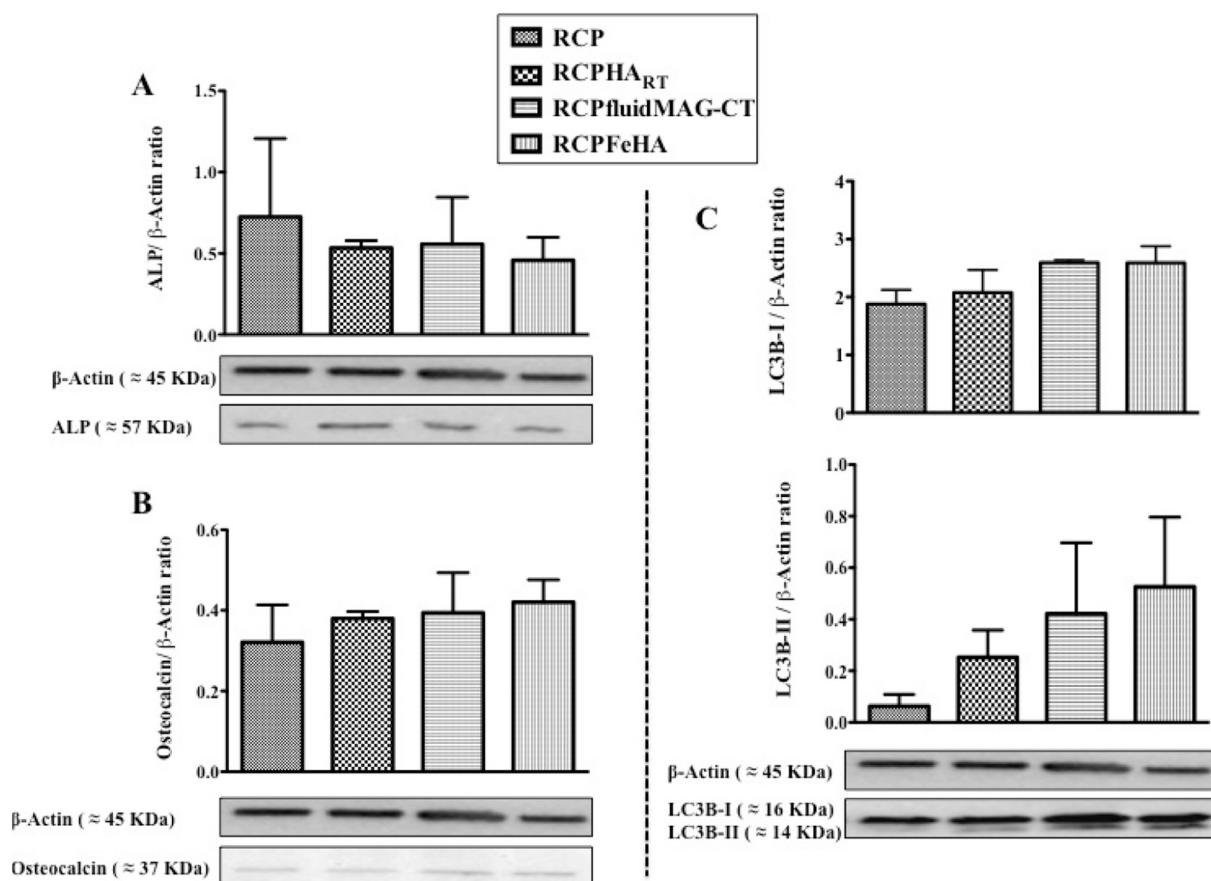 RCP
RCPHART
RCPfluidMAG-CT
RCPFeHA
A
ALP/ β-Actin ratio
1.5
1.0
0.5
0.0
β-Actin ( ≈ 45 KDa)
ALP ( ≈ 57 KDa)
B
Osteocalcin/ β-Actin ratio
0.6
0.4
0.2
0.0
β-Actin ( ≈ 45 KDa)
Osteocalcin ( ≈ 37 KDa)
C
LC3B-I / β-Actin ratio
4
3
2
1
0
LC3B-II / β-Actin ratio
1.0
0.8
0.6
0.4
0.2
0.0
β-Actin ( ≈ 45 KDa)
LC3B-I ( ≈ 16 KDa)
LC3B-II ( ≈ 14 KDa)